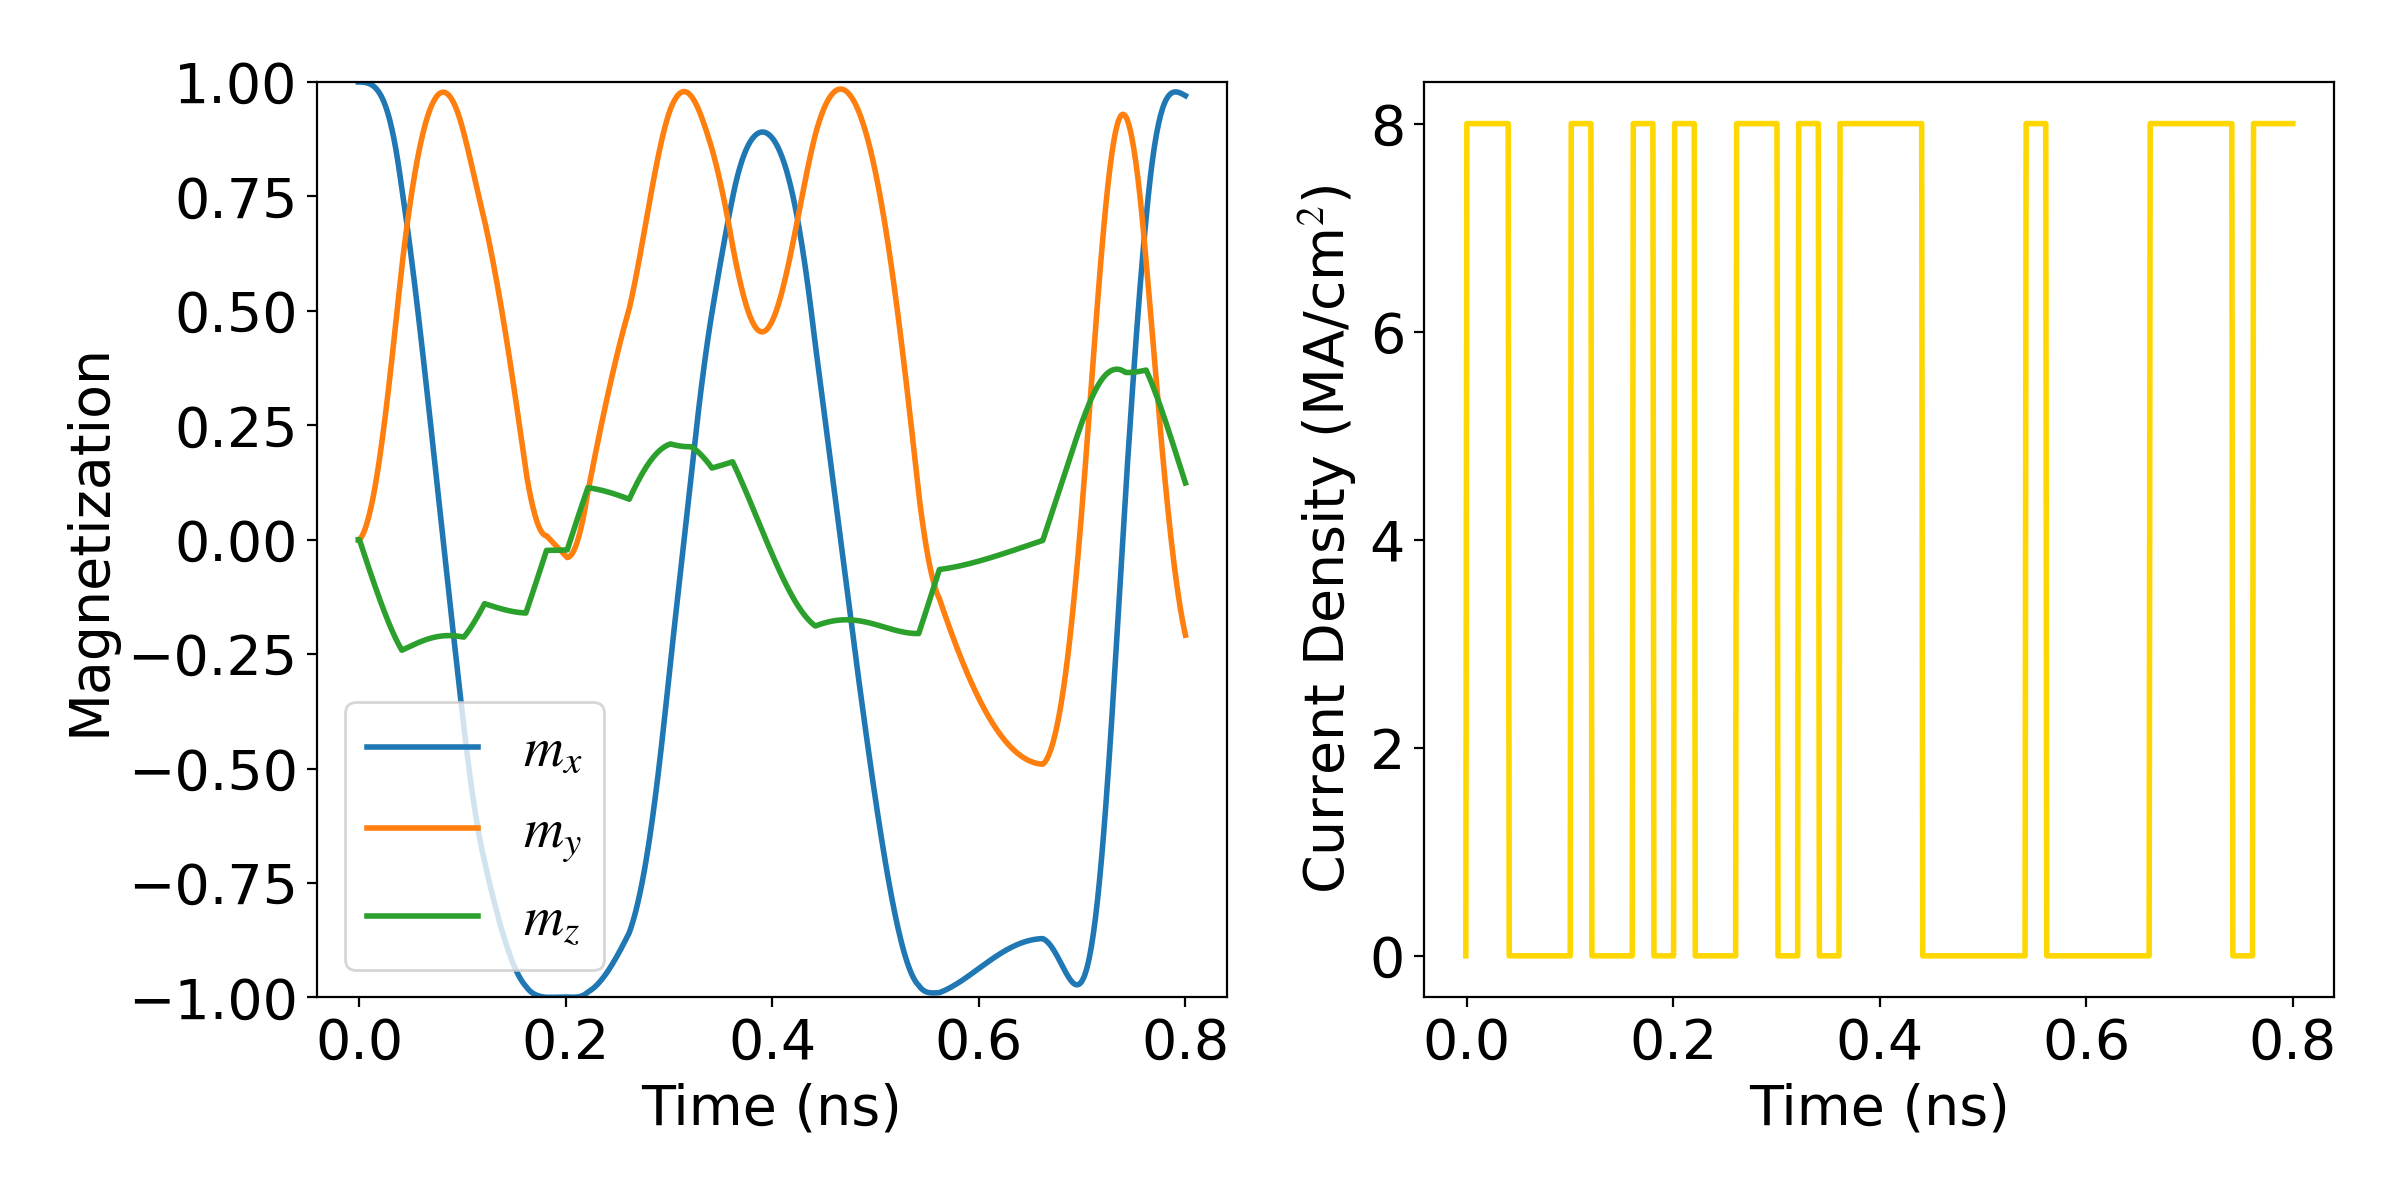 Magnetization
1.00
0.75
0.50
0.25
0.00
−0.25
−0.50
−0.75
−1.00
m_x
m_y
m_z
0.0 0.2 0.4 0.6 0.8
Time (ns)
Current Density (MA/cm²)
8
6
4
2
0
0.0 0.2 0.4 0.6 0.8
Time (ns)